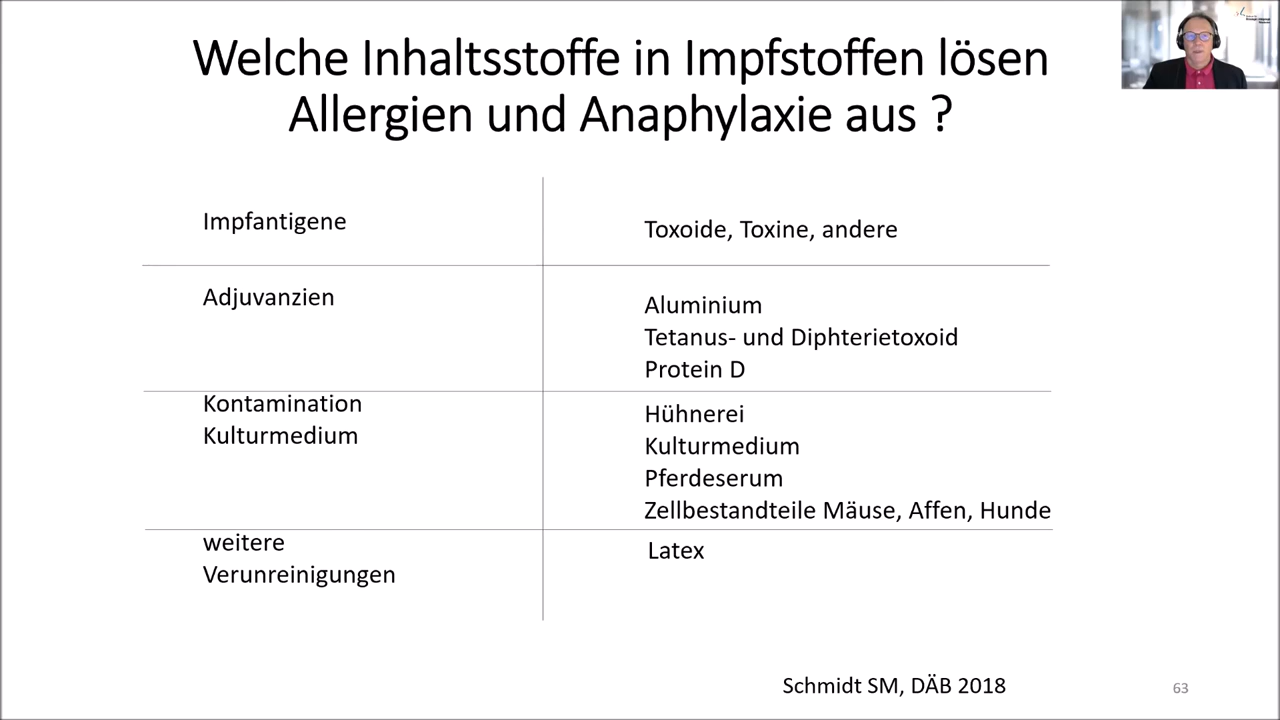 Welche Inhaltsstoffe in Impfstoffen lösen
Allergien und Anaphylaxie aus ?
Impfantigene
Toxoide, Toxine, andere
Adjuvanzien
Aluminium
Tetanus- und Diphterietoxoid
Protein D
Kontamination
Kulturmedium
Hühnerei
Kulturmedium
Pferdeserum
Zellbestandteile Mäuse, Affen, Hunde
weitere
Verunreinigungen
Latex
Schmidt SM, DÄB 2018
63